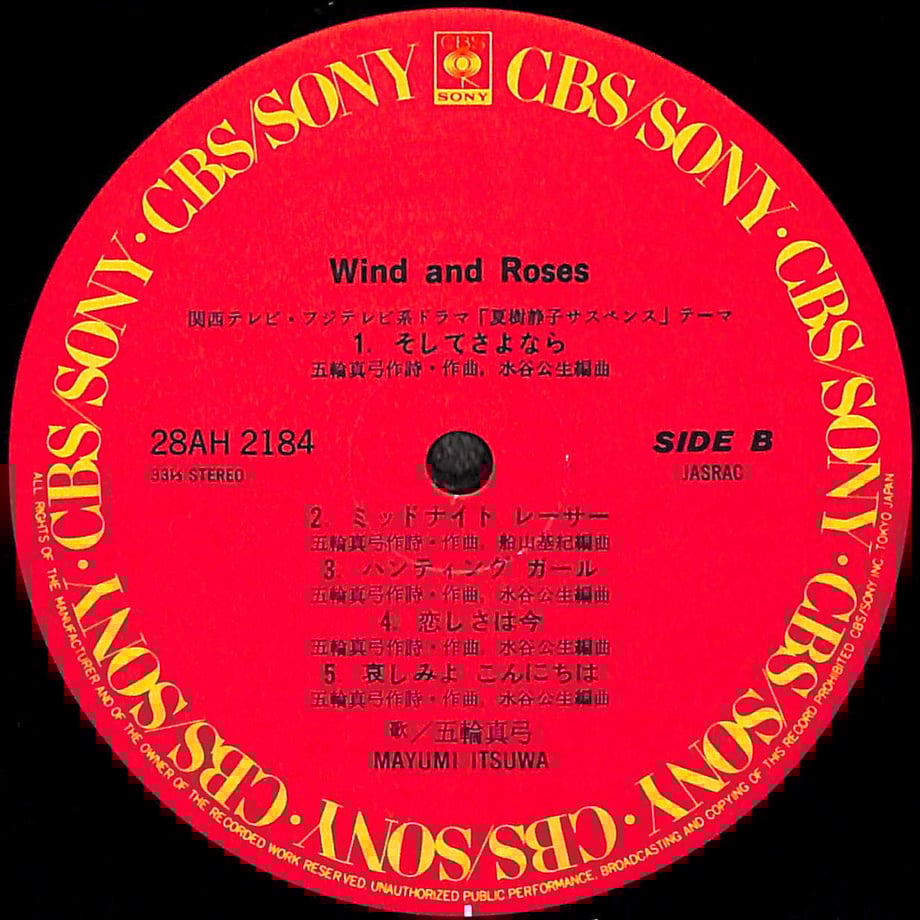 CBS
SONY
CBS/SONY · CBS/SONY · CBS/SONY · CBS/SONY · CBS/SONY · CBS/SONY · CBS/SONY · CBS/SONY
Wind and Roses
関西テレビ・フジテレビ系ドラマ「夏樹静子サスペンス」テーマ
1. そしてさよなら
五輪真弓作詩・作曲, 水谷公生編曲
28AH 2184
SIDE B
33⅓ STEREO
JASRAC
2. ミッドナイト レーサー
五輪真弓作詩・作曲, 船山基紀編曲
3. ハンティング ガール
五輪真弓作詩・作曲, 水谷公生編曲
4. 恋しさは今
五輪真弓作詩・作曲, 水谷公生編曲
5. 哀しみよ こんにちは
五輪真弓作詩・作曲, 水谷公生編曲
歌／五輪真弓
MAYUMI ITSUWA
ALL RIGHTS OF THE MANUFACTURER AND OF THE OWNER OF THE RECORDED WORK RESERVED. UNAUTHORIZED PUBLIC PERFORMANCE, BROADCASTING AND COPYING OF THIS RECORD PROHIBITED CBS/SONY INC. TOKYO JAPAN